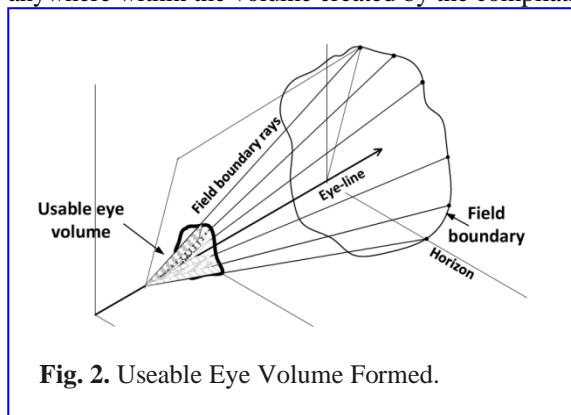 anywhere within the volume created by the compilation
Field boundary rays
Eye-line
Usable eye
volume
Field
boundary
Horizon
Fig. 2. Useable Eye Volume Formed.